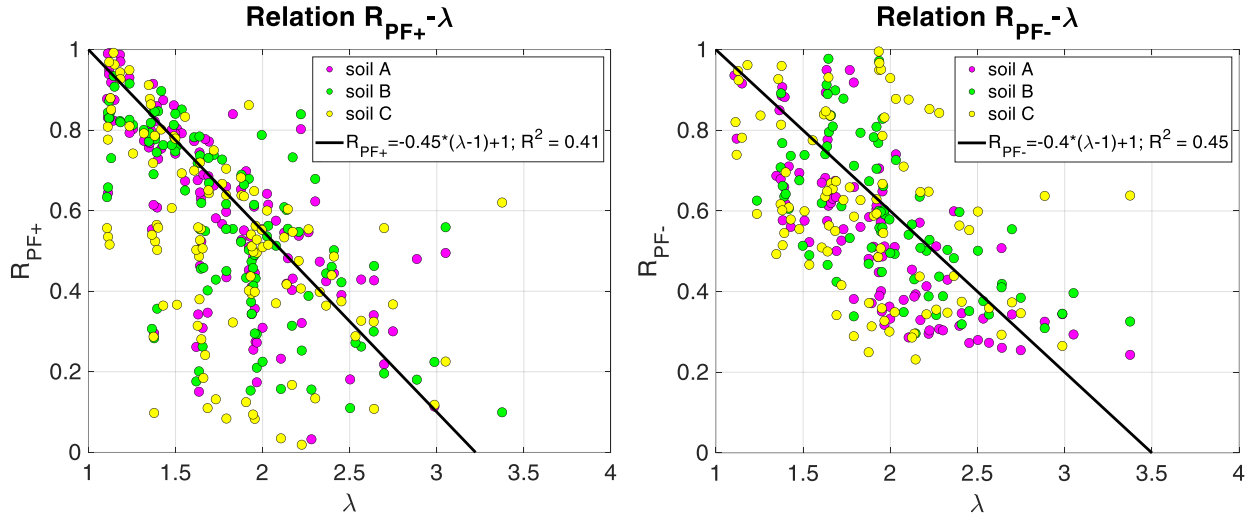 Relation R_PF+-λ
1
0.8
0.6
0.4
0.2
0
R_PF+
1
1.5
2
2.5
3
3.5
4
λ
soil A
soil B
soil C
R_PF+=-0.45*(λ-1)+1; R² = 0.41
Relation R_PF--λ
1
0.8
0.6
0.4
0.2
0
R_PF-
1
1.5
2
2.5
3
3.5
4
λ
soil A
soil B
soil C
R_PF-=-0.4*(λ-1)+1; R² = 0.45